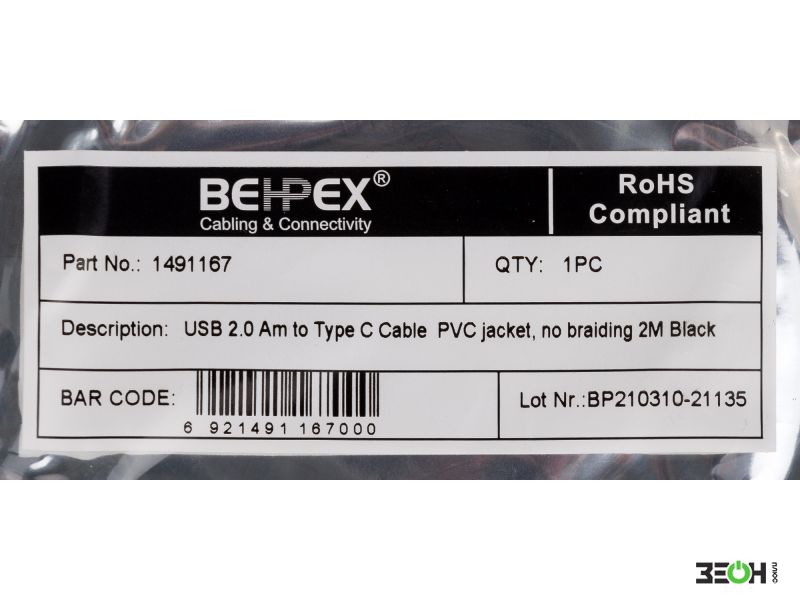 BEHPEX®
Cabling & Connectivity
RoHS
Compliant
Part No.: 1491167
QTY: 1PC
Description: USB 2.0 Am to Type C Cable PVC jacket, no braiding 2M Black
BAR CODE:
6 921491 167000
Lot Nr.:BP210310-21135
ЗЕОН
плюс